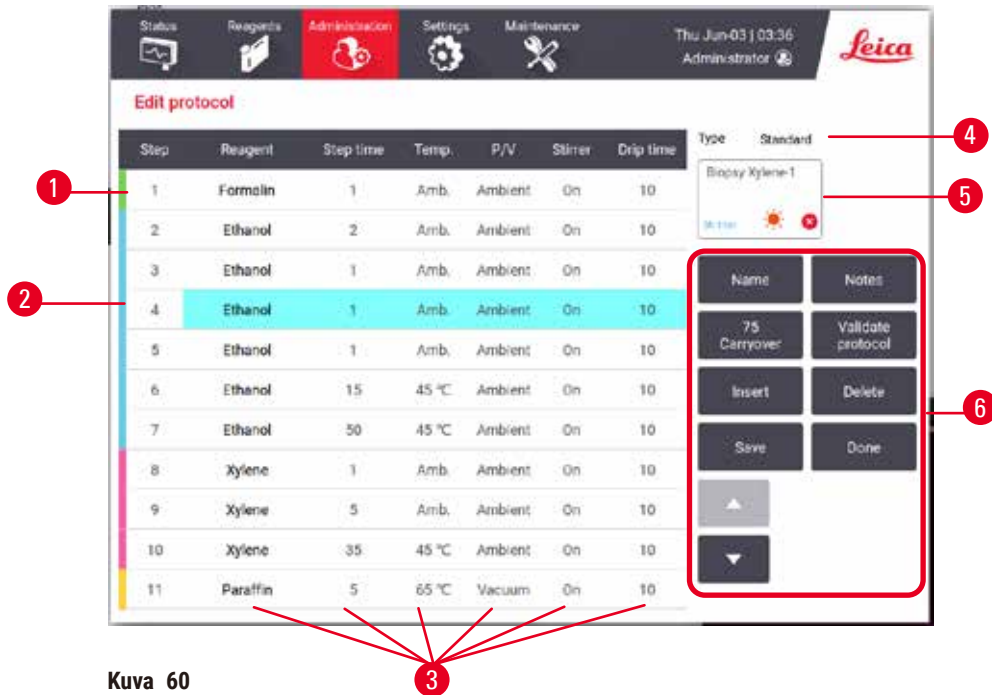 Status Reagents Administration Settings Maintenance
Thu Jun-03 | 03:36
Administrator
Leica
Edit protocol
Step Reagent Step time Temp. P/V Stirrer Drip time
Type Standard
4
1 1 Formalin 1 Amb. Ambient On 10
Biopsy Xylene-1
5
2 Ethanol 2 Amb. Ambient On 10
3 Ethanol 1 Amb. Ambient On 10
Name Notes
2
4 Ethanol 1 Amb. Ambient On 10
75 Carryover Validate protocol
5 Ethanol 1 Amb. Ambient On 10
6 Ethanol 15 45 °C Ambient On 10
Insert Delete
6
7 Ethanol 50 45 °C Ambient On 10
Save Done
8 Xylene 1 Amb. Ambient On 10
9 Xylene 5 Amb. Ambient On 10
10 Xylene 35 45 °C Ambient On 10
11 Paraffin 5 65 °C Vacuum On 10
Kuva 60
3